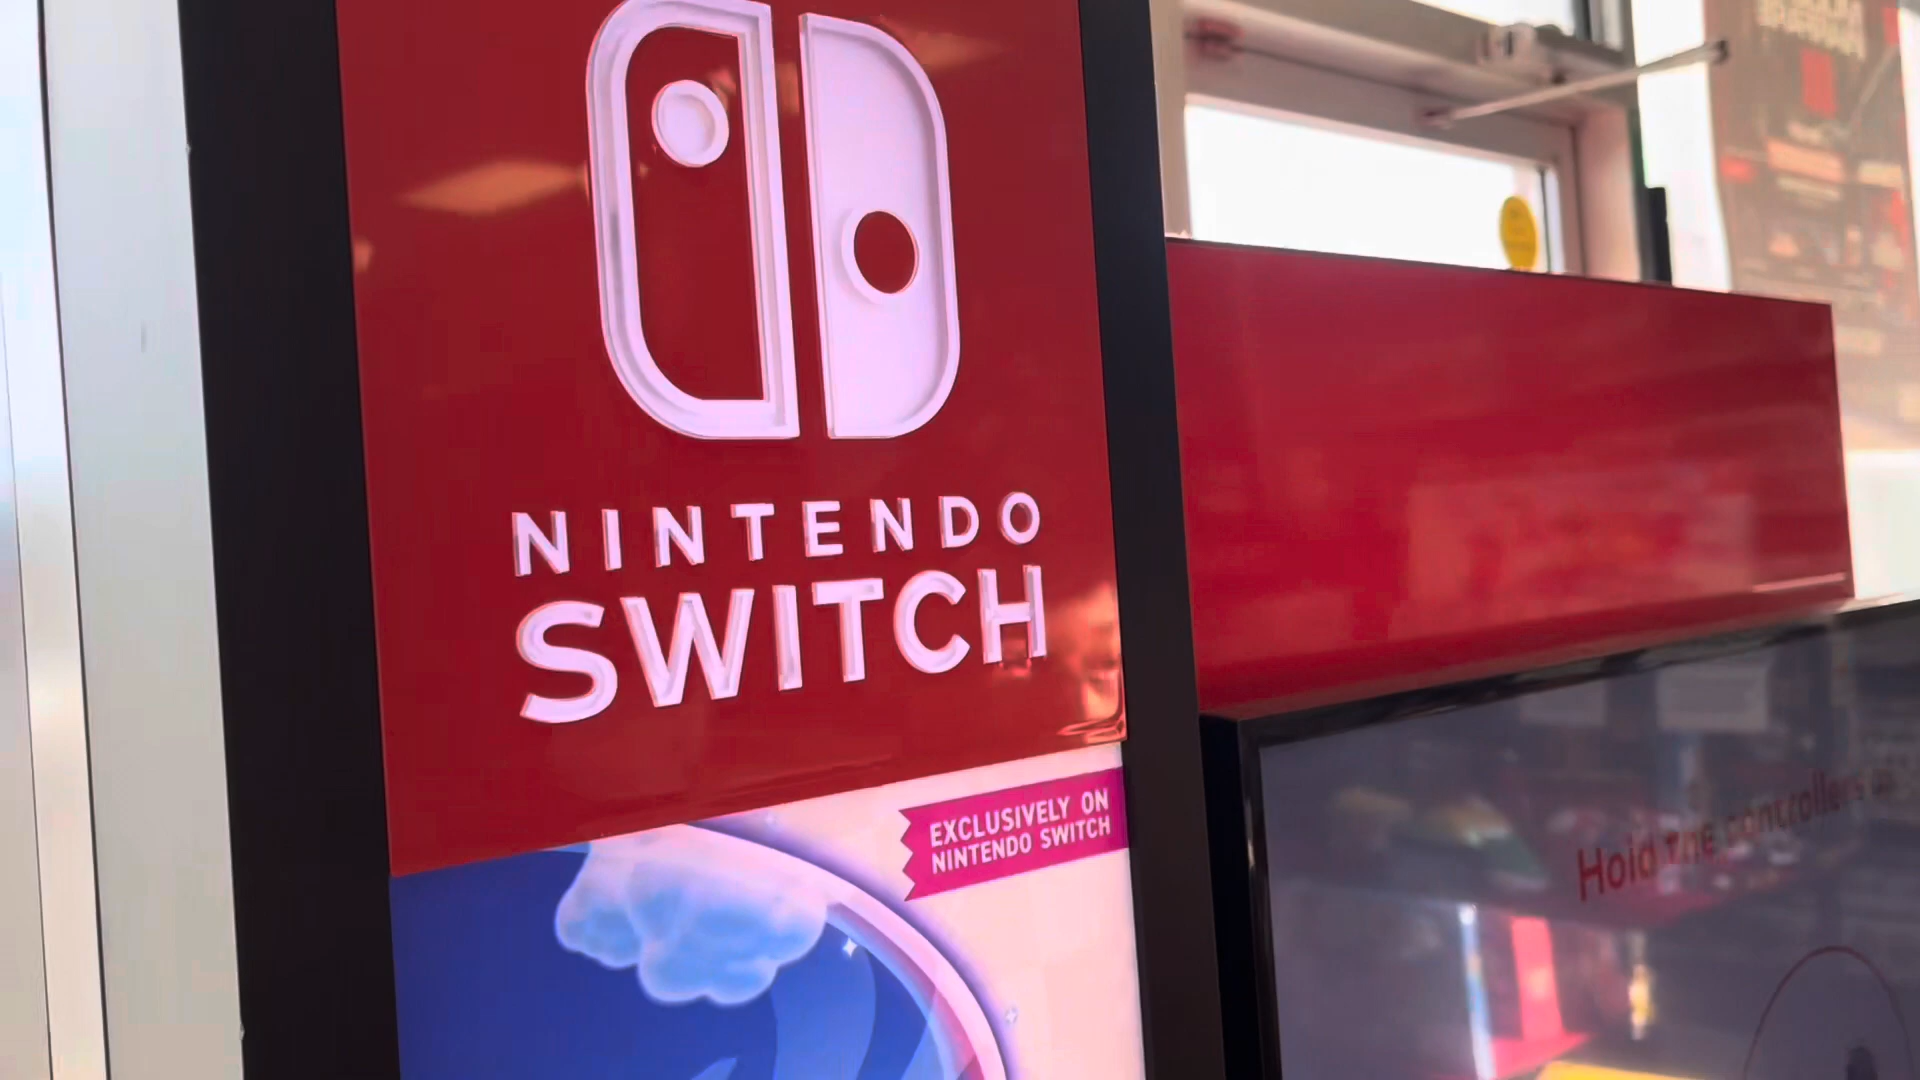 NINTENDO
SWITCH
EXCLUSIVELY ON
NINTENDO SWITCH
Hold the controllers